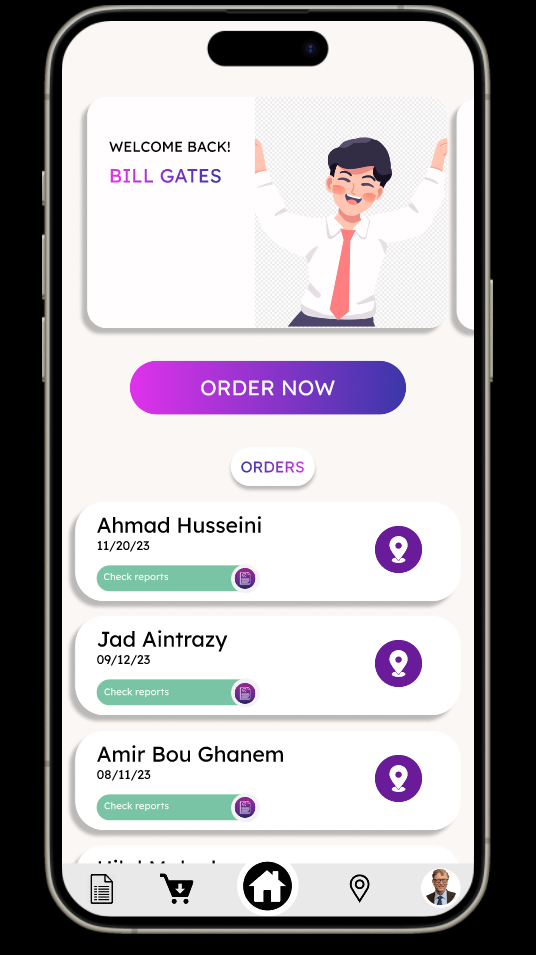 WELCOME BACK!
BILL GATES
ORDER NOW
ORDERS
Ahmad Husseini
11/20/23
Check reports
Jad Aintrazy
09/12/23
Check reports
Amir Bou Ghanem
08/11/23
Check reports